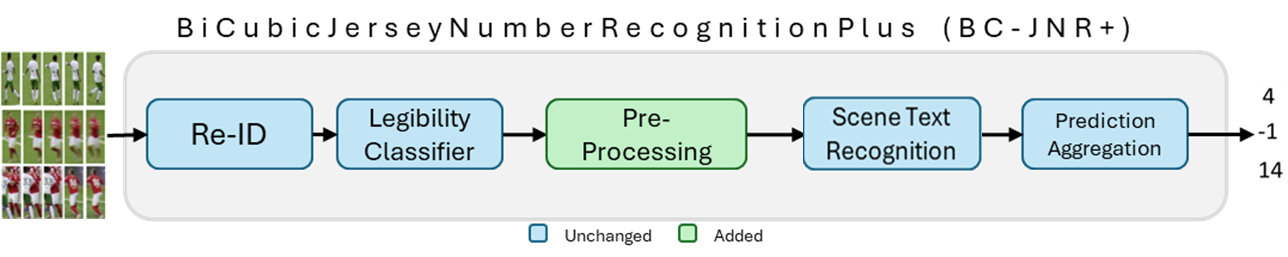 BiCubicJerseyNumberRecognitionPlus (BC-JNR+)
Re-ID
Legibility
Classifier
Pre-
Processing
Scene Text
Recognition
Prediction
Aggregation
4
-1
14
Unchanged
Added